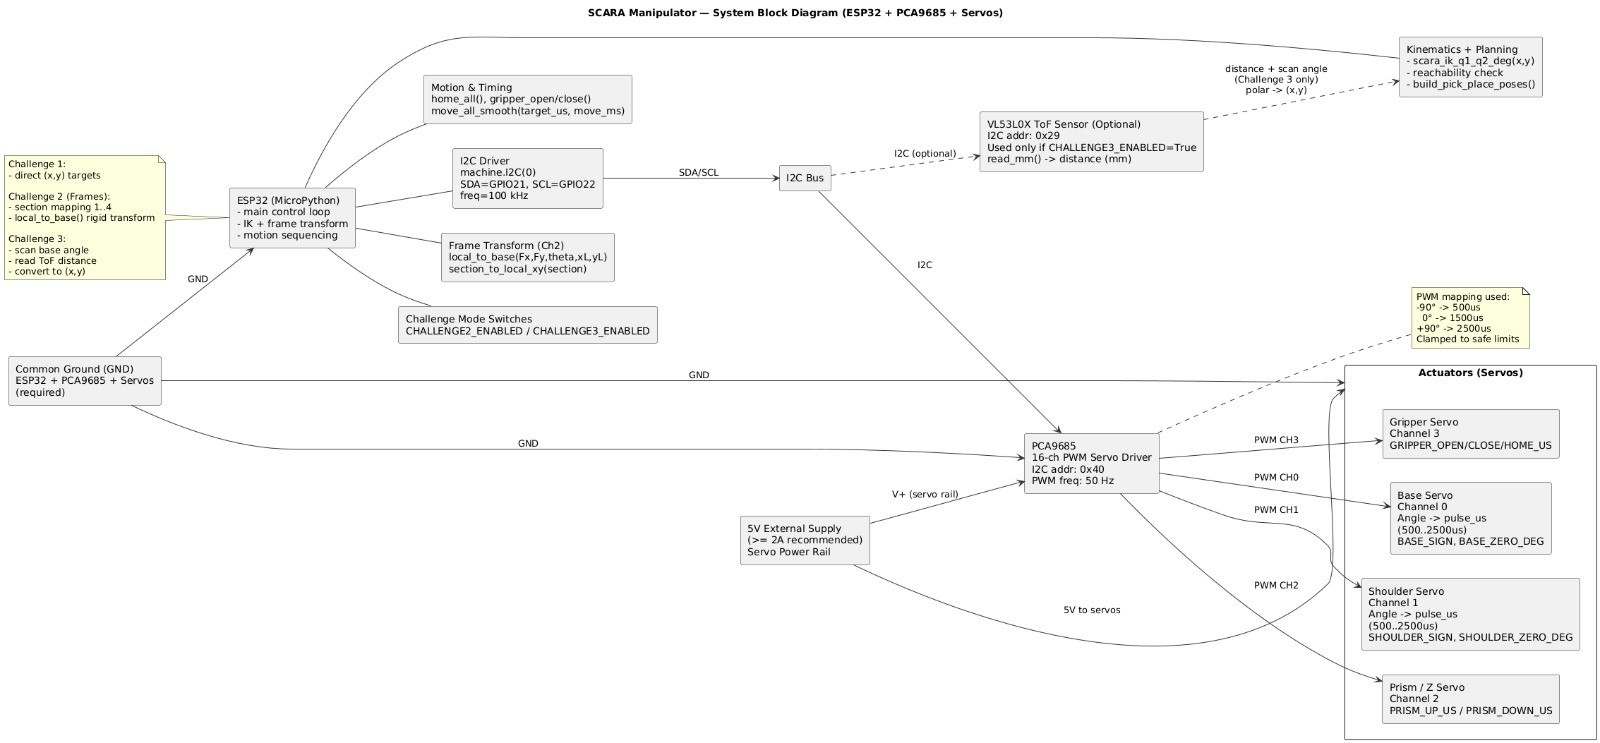 SCARA Manipulator — System Block Diagram (ESP32 + PCA9685 + Servos)
Kinematics + Planning
- scara_ik_q1_q2_deg(x,y)
- reachability check
- build_pick_place_poses()
distance + scan angle
(Challenge 3 only)
polar -> (x,y)
Motion & Timing
home_all(), gripper_open/close()
move_all_smooth(target_us, move_ms)
VL53L0X ToF Sensor (Optional)
I2C addr: 0x29
Used only if CHALLENGE3_ENABLED=True
read_mm() -> distance (mm)
I2C (optional)
I2C Driver
machine.I2C(0)
SDA=GPIO21, SCL=GPIO22
freq=100 kHz
SDA/SCL
I2C Bus
Challenge 1:
- direct (x,y) targets
Challenge 2 (Frames):
- section mapping 1..4
- local_to_base() rigid transform
Challenge 3:
- scan base angle
- read ToF distance
- convert to (x,y)
ESP32 (MicroPython)
- main control loop
- IK + frame transform
- motion sequencing
Frame Transform (Ch2)
local_to_base(Fx,Fy,theta,xL,yL)
section_to_local_xy(section)
GND
I2C
Challenge Mode Switches
CHALLENGE2_ENABLED / CHALLENGE3_ENABLED
PWM mapping used:
-90° -> 500us
0° -> 1500us
+90° -> 2500us
Clamped to safe limits
Common Ground (GND)
ESP32 + PCA9685 + Servos
(required)
GND
Actuators (Servos)
GND
PCA9685
16-ch PWM Servo Driver
I2C addr: 0x40
PWM freq: 50 Hz
PWM CH3
Gripper Servo
Channel 3
GRIPPER_OPEN/CLOSE/HOME_US
PWM CH0
V+ (servo rail)
PWM CH1
Base Servo
Channel 0
Angle -> pulse_us
(500..2500us)
BASE_SIGN, BASE_ZERO_DEG
5V External Supply
(>= 2A recommended)
Servo Power Rail
PWM CH2
5V to servos
Shoulder Servo
Channel 1
Angle -> pulse_us
(500..2500us)
SHOULDER_SIGN, SHOULDER_ZERO_DEG
Prism / Z Servo
Channel 2
PRISM_UP_US / PRISM_DOWN_US